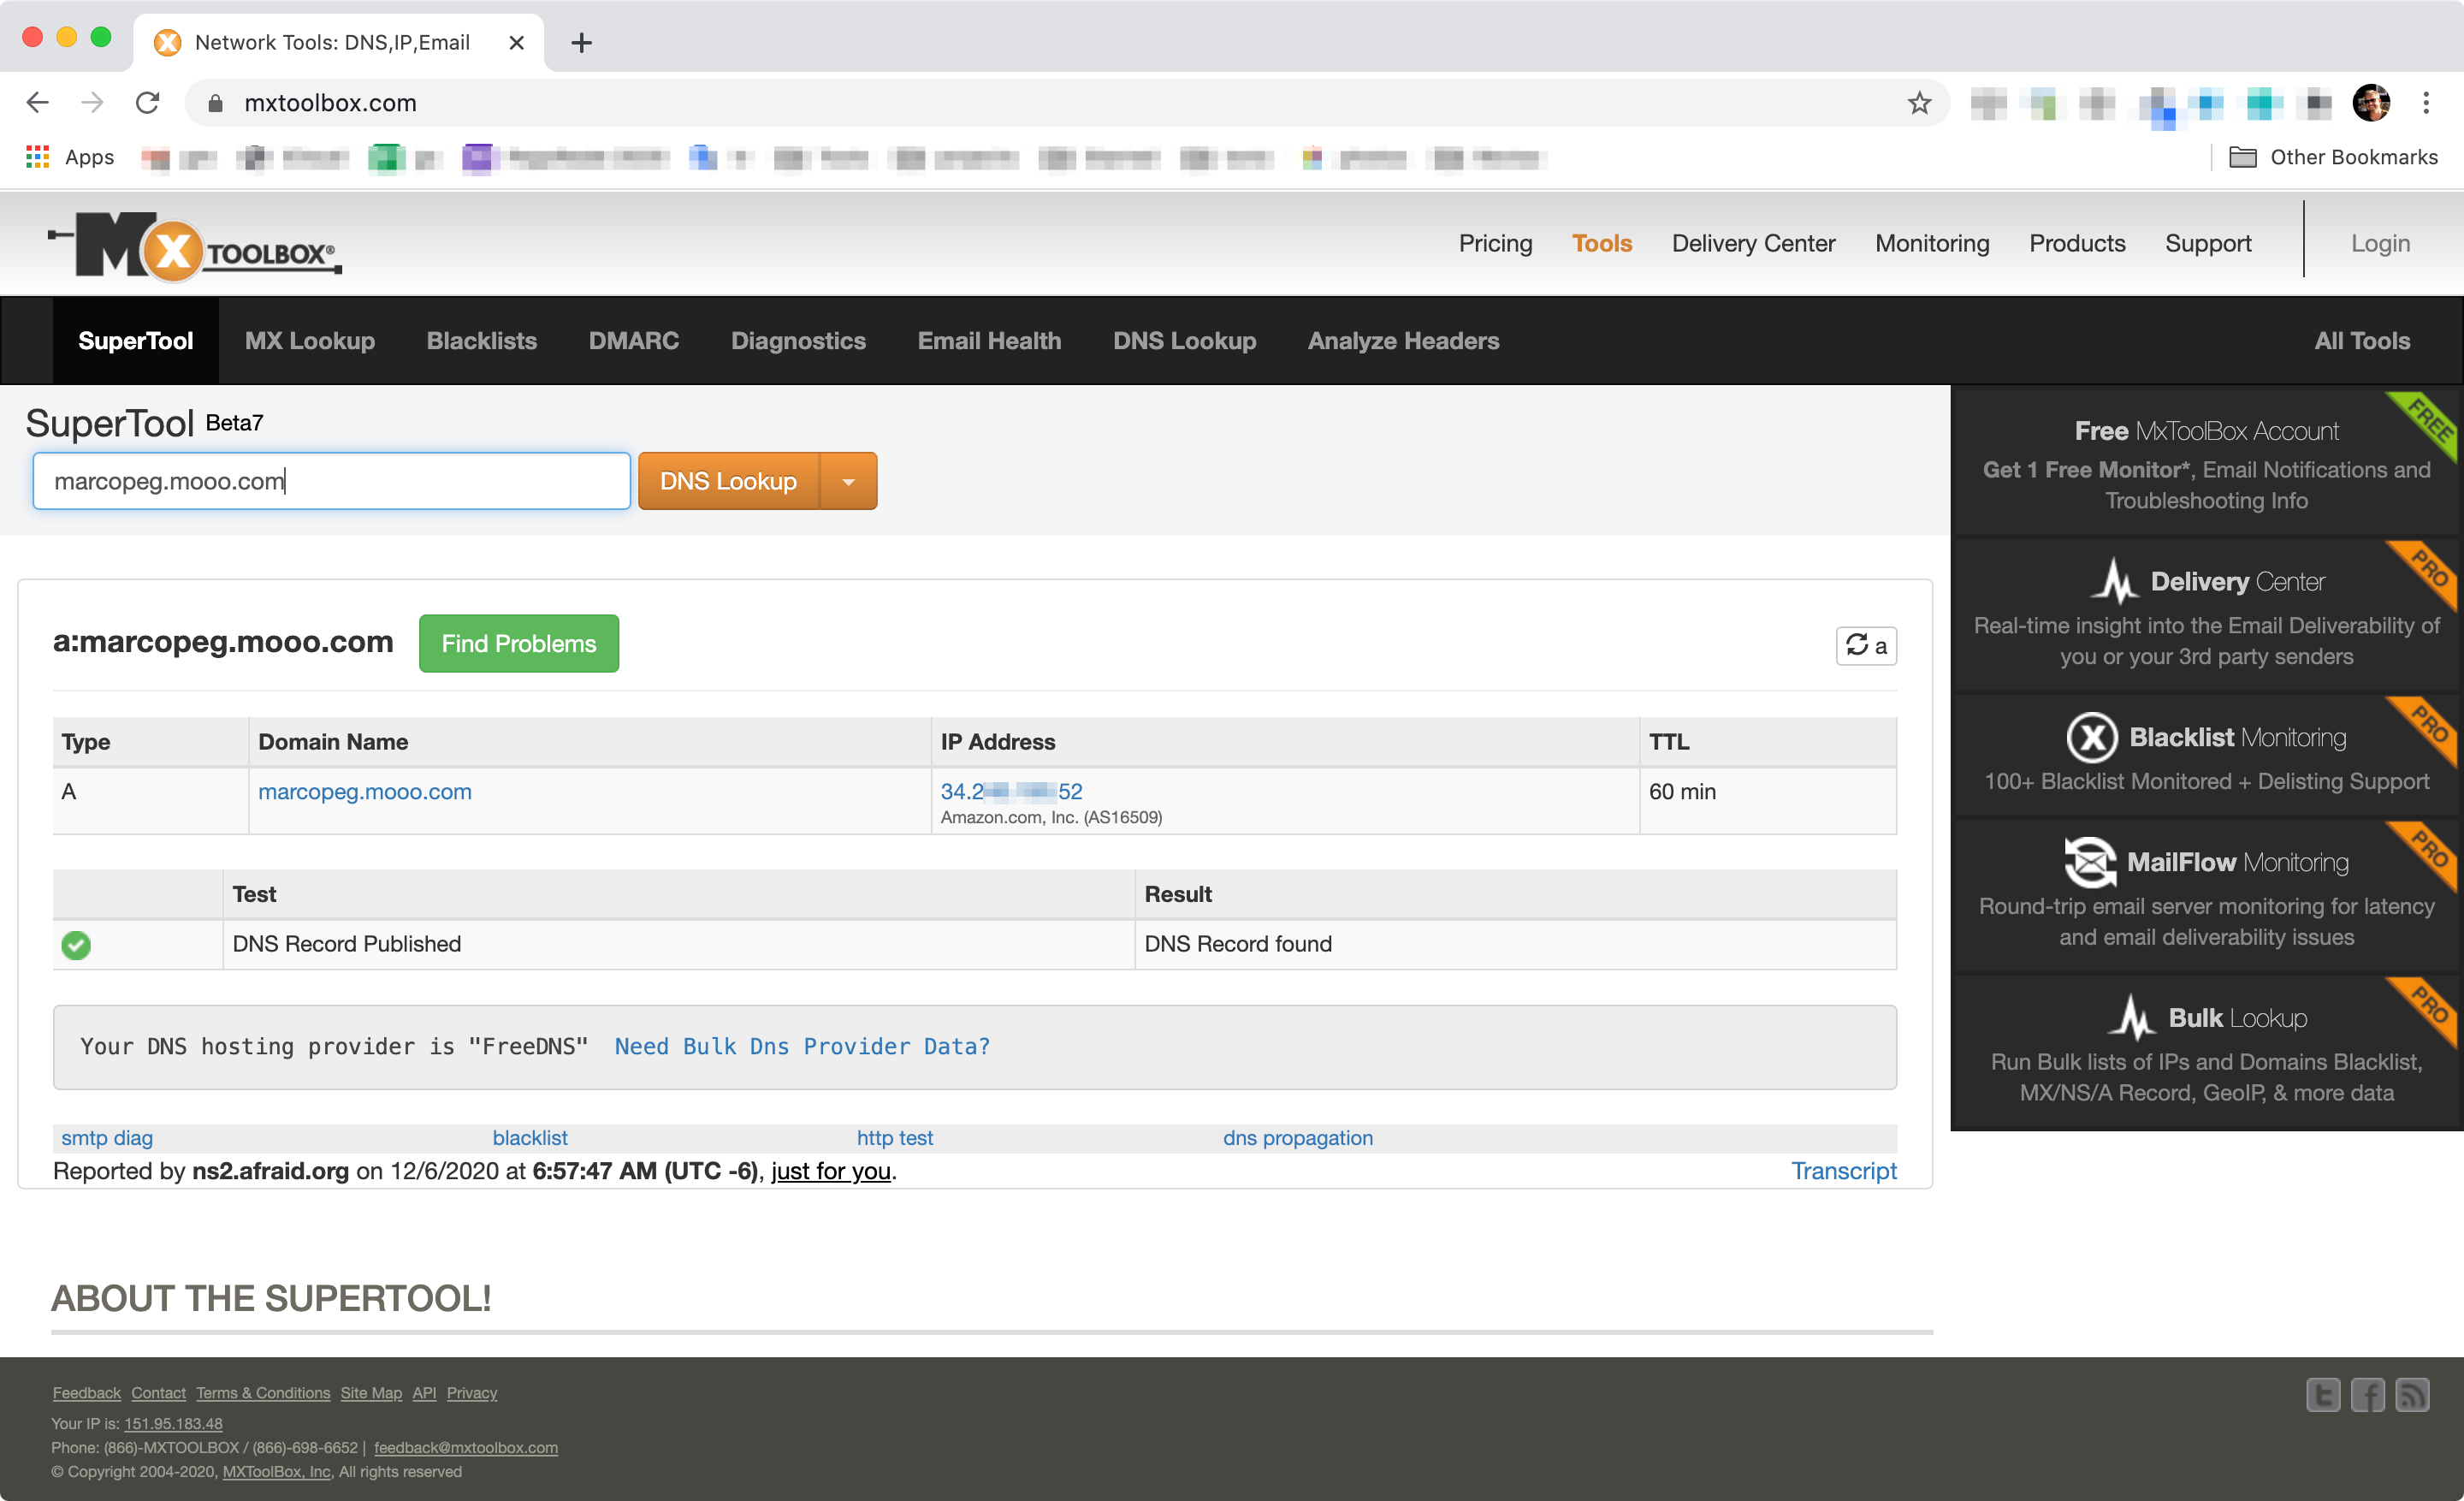 Network Tools: DNS,IP,Email
mxtoolbox.com
Apps
Other Bookmarks
MX TOOLBOX®
Pricing Tools Delivery Center Monitoring Products Support Login
SuperTool MX Lookup Blacklists DMARC Diagnostics Email Health DNS Lookup Analyze Headers All Tools
SuperTool Beta7
marcopeg.mooo.com DNS Lookup
a:marcopeg.mooo.com Find Problems a
Type Domain Name IP Address TTL
A marcopeg.mooo.com 34.2 52 60 min
Amazon.com, Inc. (AS16509)
Test Result
DNS Record Published DNS Record found
Your DNS hosting provider is "FreeDNS" Need Bulk Dns Provider Data?
smtp diag blacklist http test dns propagation
Reported by ns2.afraid.org on 12/6/2020 at 6:57:47 AM (UTC -6), just for you. Transcript
FREE
Free MxToolBox Account
Get 1 Free Monitor*, Email Notifications and
Troubleshooting Info
PRO
Delivery Center
Real-time insight into the Email Deliverability of
you or your 3rd party senders
PRO
Blacklist Monitoring
100+ Blacklist Monitored + Delisting Support
PRO
MailFlow Monitoring
Round-trip email server monitoring for latency
and email deliverability issues
PRO
Bulk Lookup
Run Bulk lists of IPs and Domains Blacklist,
MX/NS/A Record, GeoIP, & more data
ABOUT THE SUPERTOOL!
Feedback Contact Terms & Conditions Site Map API Privacy
Your IP is: 151.95.183.48
Phone: (866)-MXTOOLBOX / (866)-698-6652 | feedback@mxtoolbox.com
© Copyright 2004-2020, MXToolBox, Inc, All rights reserved